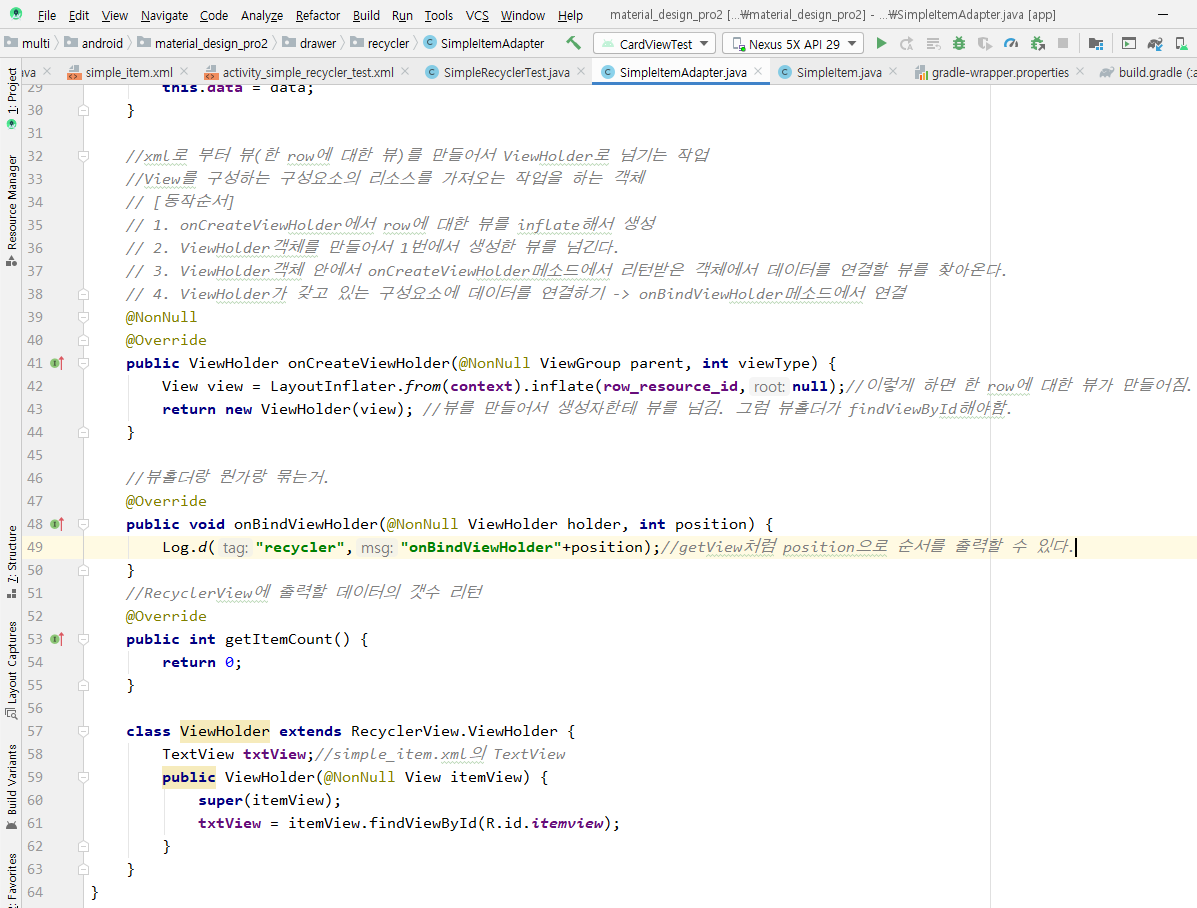 File Edit View Navigate Code Analyze Refactor Build Run Tools VCS Window Help material_design_pro2 [...₩material_design_pro2] - ...₩SimpleItemAdapter.java [app]
multi android material_design_pro2 drawer recycler SimpleItemAdapter CardViewTest Nexus 5X API 29
ava simple_item.xml activity_simple_recycler_test.xml SimpleRecyclerTest.java SimpleItemAdapter.java SimpleItem.java gradle-wrapper.properties build.gradle (:a
1: Project
Resource Manager
7: Structure
Layout Captures
Build Variants
: Favorites
29 this.data = data;
30 }
31
32 //xml로 부터 뷰(한 row에 대한 뷰)를 만들어서 ViewHolder로 넘기는 작업
33 //View를 구성하는 구성요소의 리소스를 가져오는 작업을 하는 객체
34 // [동작순서]
35 // 1. onCreateViewHolder에서 row에 대한 뷰를 inflate해서 생성
36 // 2. ViewHolder객체를 만들어서 1번에서 생성한 뷰를 넘긴다.
37 // 3. ViewHolder객체 안에서 onCreateViewHolder메소드에서 리턴받은 객체에서 데이터를 연결할 뷰를 찾아온다.
38 // 4. ViewHolder가 갖고 있는 구성요소에 데이터를 연결하기 -> onBindViewHolder메소드에서 연결
39 @NonNull
40 @Override
41 public ViewHolder onCreateViewHolder(@NonNull ViewGroup parent, int viewType) {
42 View view = LayoutInflater.from(context).inflate(row_resource_id, root: null);//이렇게 하면 한 row에 대한 뷰가 만들어짐.
43 return new ViewHolder(view); //뷰를 만들어서 생성자한테 뷰를 넘김. 그럼 뷰홀더가 findViewById해야함.
44 }
45
46 //뷰홀더랑 뭔가랑 묶는거.
47 @Override
48 public void onBindViewHolder(@NonNull ViewHolder holder, int position) {
49 Log.d( tag: "recycler", msg: "onBindViewHolder"+position);//getView처럼 position으로 순서를 출력할 수 있다.
50 }
51 //RecyclerView에 출력할 데이터의 갯수 리턴
52 @Override
53 public int getItemCount() {
54 return 0;
55 }
56
57 class ViewHolder extends RecyclerView.ViewHolder {
58 TextView txtView;//simple_item.xml의 TextView
59 public ViewHolder(@NonNull View itemView) {
60 super(itemView);
61 txtView = itemView.findViewById(R.id.itemview);
62 }
63 }
64 }